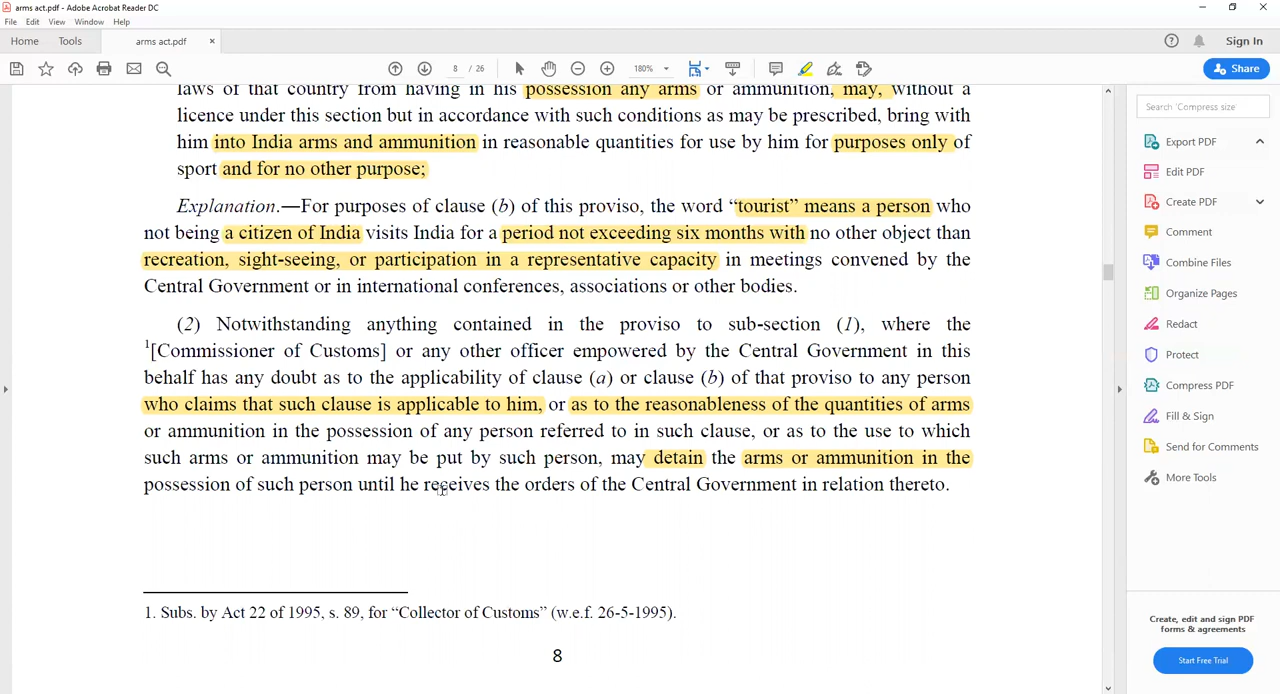 arms act.pdf - Adobe Acrobat Reader DC
File Edit View Window Help
Home Tools arms act.pdf × Sign In
8 / 26 180% Share
laws of that country from having in his possession any arms or ammunition, may, without a
licence under this section but in accordance with such conditions as may be prescribed, bring with
him into India arms and ammunition in reasonable quantities for use by him for purposes only of
sport and for no other purpose;
Explanation.—For purposes of clause (b) of this proviso, the word “tourist” means a person who
not being a citizen of India visits India for a period not exceeding six months with no other object than
recreation, sight-seeing, or participation in a representative capacity in meetings convened by the
Central Government or in international conferences, associations or other bodies.
(2) Notwithstanding anything contained in the proviso to sub-section (1), where the
1[Commissioner of Customs] or any other officer empowered by the Central Government in this
behalf has any doubt as to the applicability of clause (a) or clause (b) of that proviso to any person
who claims that such clause is applicable to him, or as to the reasonableness of the quantities of arms
or ammunition in the possession of any person referred to in such clause, or as to the use to which
such arms or ammunition may be put by such person, may detain the arms or ammunition in the
possession of such person until he receives the orders of the Central Government in relation thereto.
1. Subs. by Act 22 of 1995, s. 89, for “Collector of Customs” (w.e.f. 26-5-1995).
8
Search 'Compress size
Export PDF
Edit PDF
Create PDF
Comment
Combine Files
Organize Pages
Redact
Protect
Compress PDF
Fill & Sign
Send for Comments
More Tools
Create, edit and sign PDF
forms & agreements
Start Free Trial